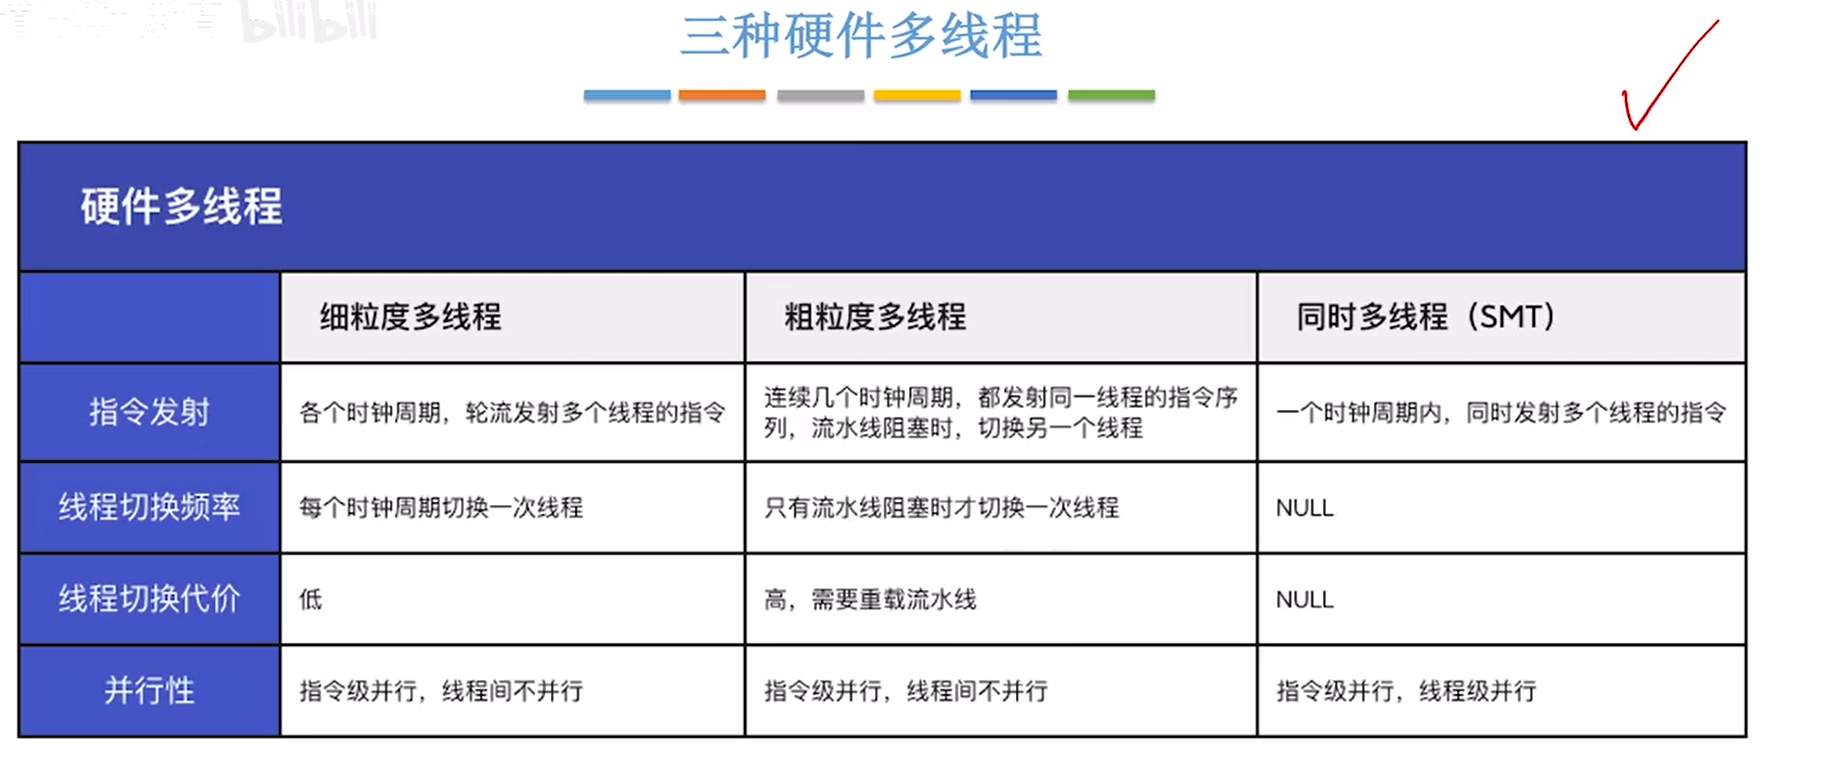 bilibili
三种硬件多线程
硬件多线程
细粒度多线程
粗粒度多线程
同时多线程（SMT）
指令发射
各个时钟周期，轮流发射多个线程的指令
连续几个时钟周期，都发射同一线程的指令序
列，流水线阻塞时，切换另一个线程
一个时钟周期内，同时发射多个线程的指令
线程切换频率
每个时钟周期切换一次线程
只有流水线阻塞时才切换一次线程
NULL
线程切换代价
低
高，需要重载流水线
NULL
并行性
指令级并行，线程间不并行
指令级并行，线程间不并行
指令级并行，线程级并行